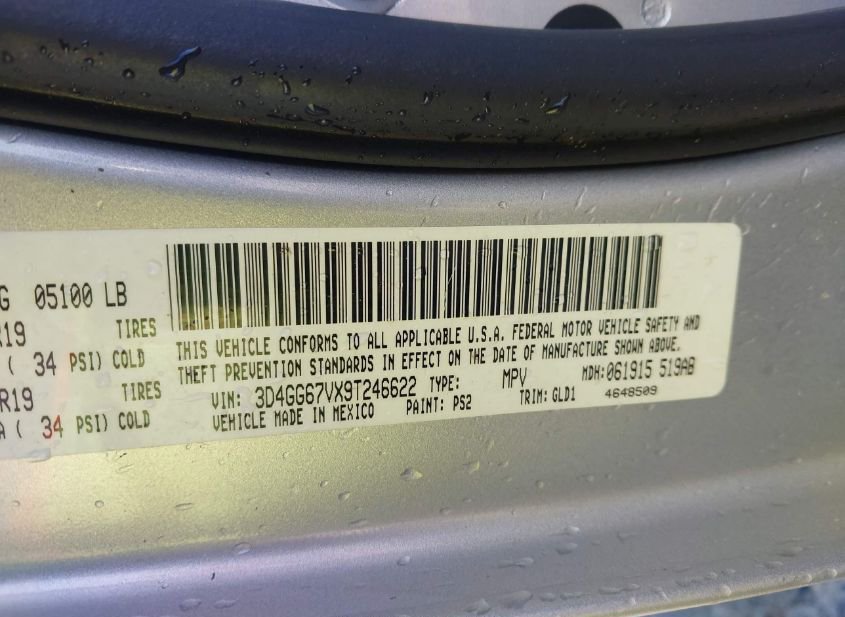 G 05100 LB
R19 TIRES
( 34 PSI) COLD
R19 TIRES
A ( 34 PSI) COLD
THIS VEHICLE CONFORMS TO ALL APPLICABLE U.S.A. FEDERAL MOTOR VEHICLE SAFETY AND
THEFT PREVENTION STANDARDS IN EFFECT ON THE DATE OF MANUFACTURE SHOWN ABOVE.
VIN: 3D4GG67VX9T246622 TYPE: MPV MDH:061915 519AB
VEHICLE MADE IN MEXICO PAINT: PS2 TRIM:GLD1 4648509